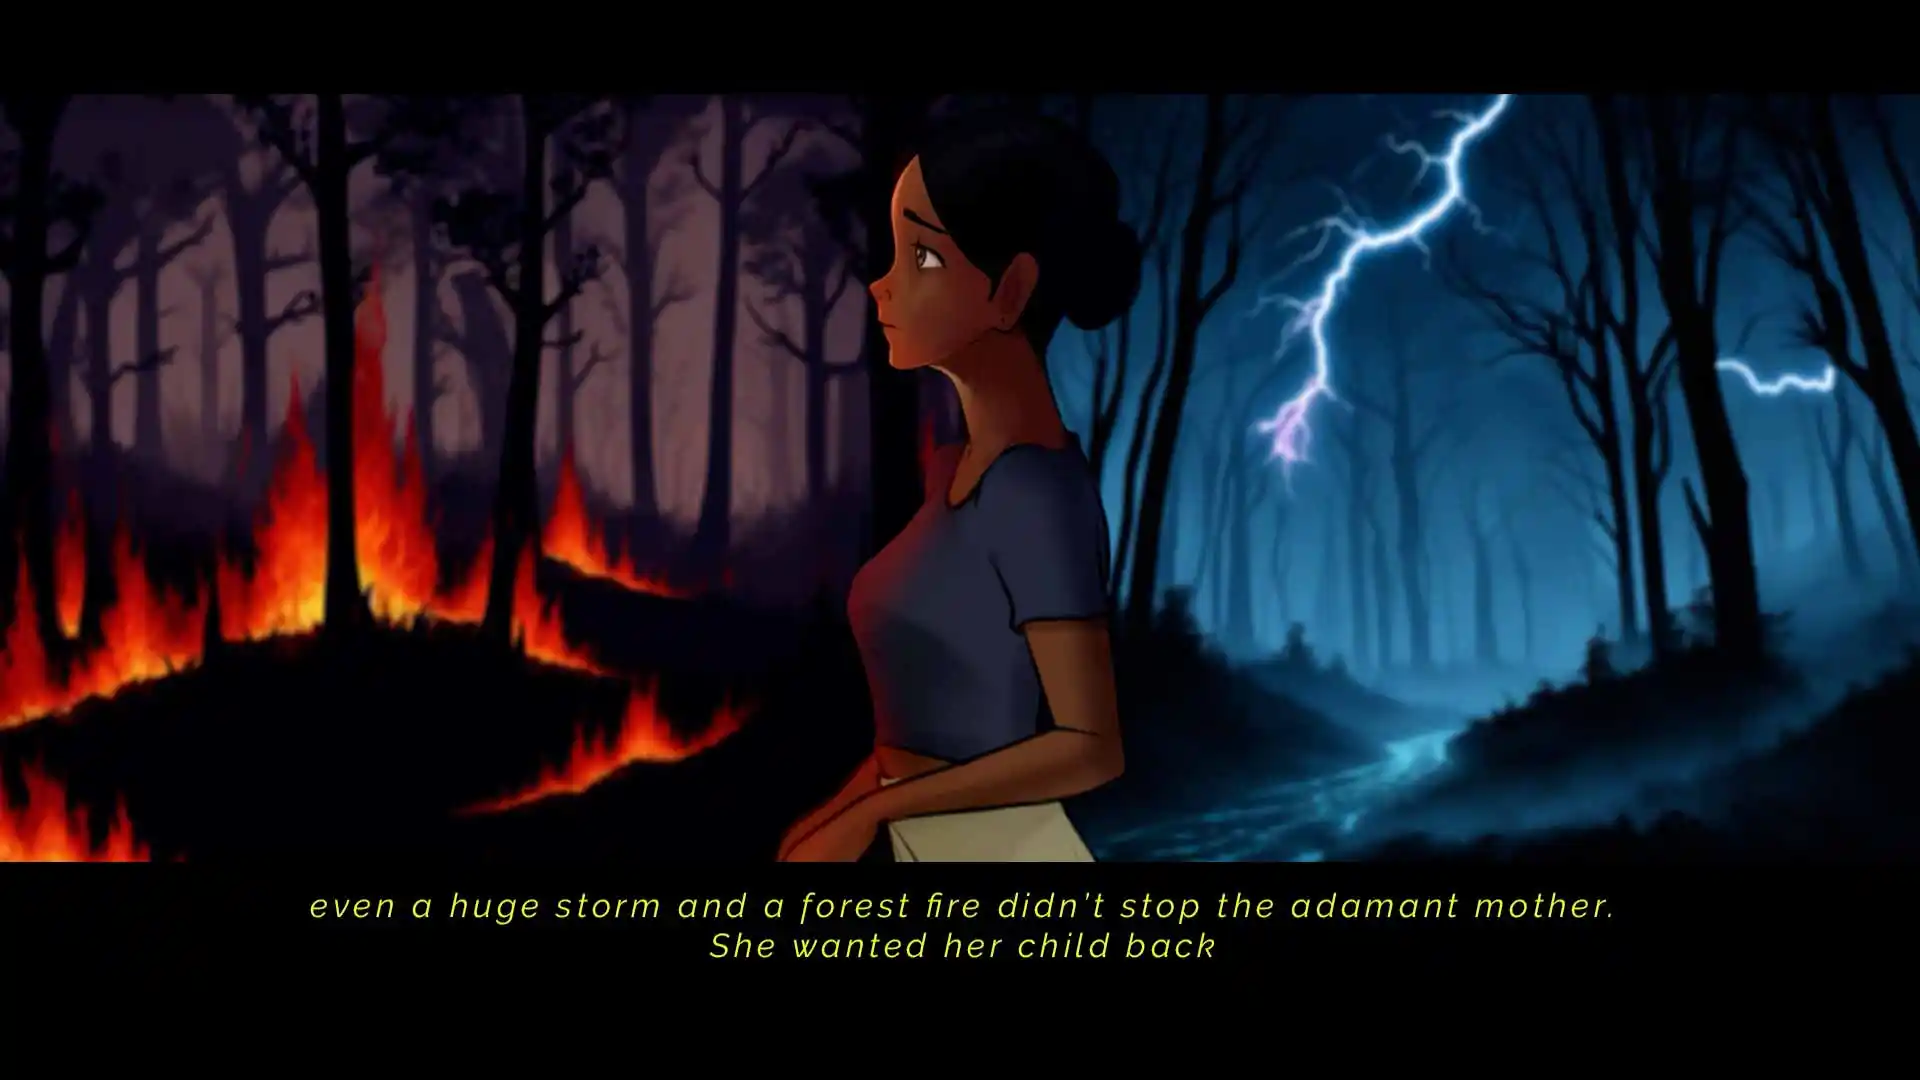 even a huge storm and a forest fire didn't stop the adamant mother.
She wanted her child back